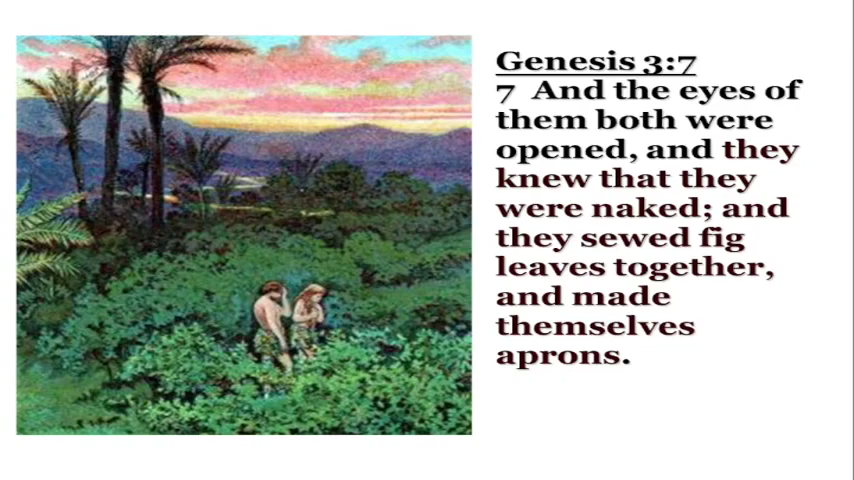 Genesis 3:7
7  And the eyes of
them both were
opened, and they
knew that they
were naked; and
they sewed fig
leaves together,
and made
themselves
aprons.